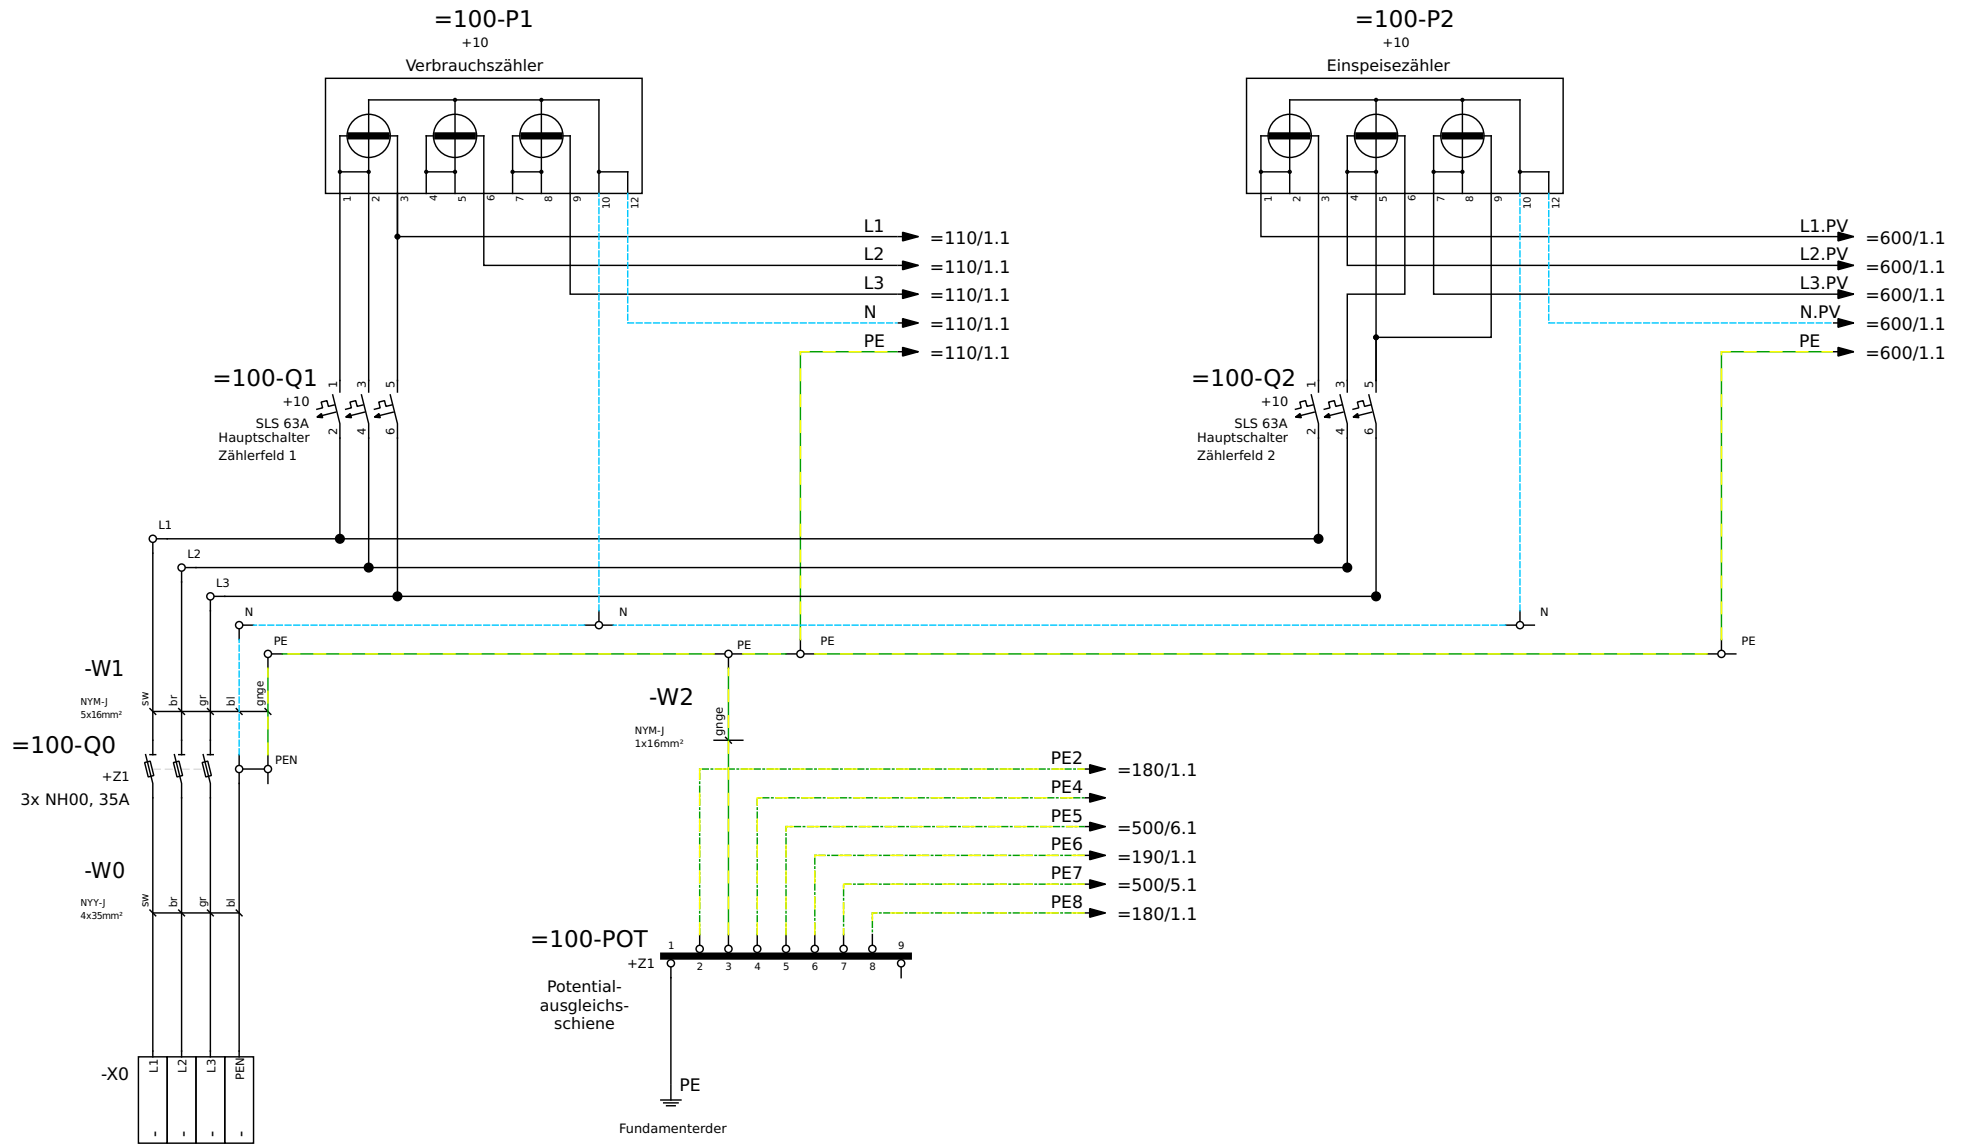 =100-P1
+10
Verbrauchszähler
1 2 3 4 5 6 7 8 9 10 12
L1 =110/1.1
L2 =110/1.1
L3 =110/1.1
N =110/1.1
PE =110/1.1
=100-P2
+10
Einspeisezähler
1 2 3 4 5 6 7 8 9 10 12
L1.PV =600/1.1
L2.PV =600/1.1
L3.PV =600/1.1
N.PV =600/1.1
PE =600/1.1
=100-Q1
+10
SLS 63A
Hauptschalter
Zählerfeld 1
1 3 5
2 4 6
=100-Q2
+10
SLS 63A
Hauptschalter
Zählerfeld 2
1 3 5
2 4 6
L1
L2
L3
N N N
PE PE PE PE
-W1
NYM-J
5x16mm²
sw br gr bl gnge
=100-Q0
+Z1
3x NH00, 35A
PEN
-W0
NYY-J
4x35mm²
sw br gr bl
-X0
L1 L2 L3 PEN
- - - -
-W2
NYM-J
1x16mm²
gnge
PE2 =180/1.1
PE4
PE5 =500/6.1
PE6 =190/1.1
PE7 =500/5.1
PE8 =180/1.1
=100-POT
+Z1
Potential-
ausgleichs-
schiene
1 9
2 3 4 5 6 7 8
PE
Fundamenterder